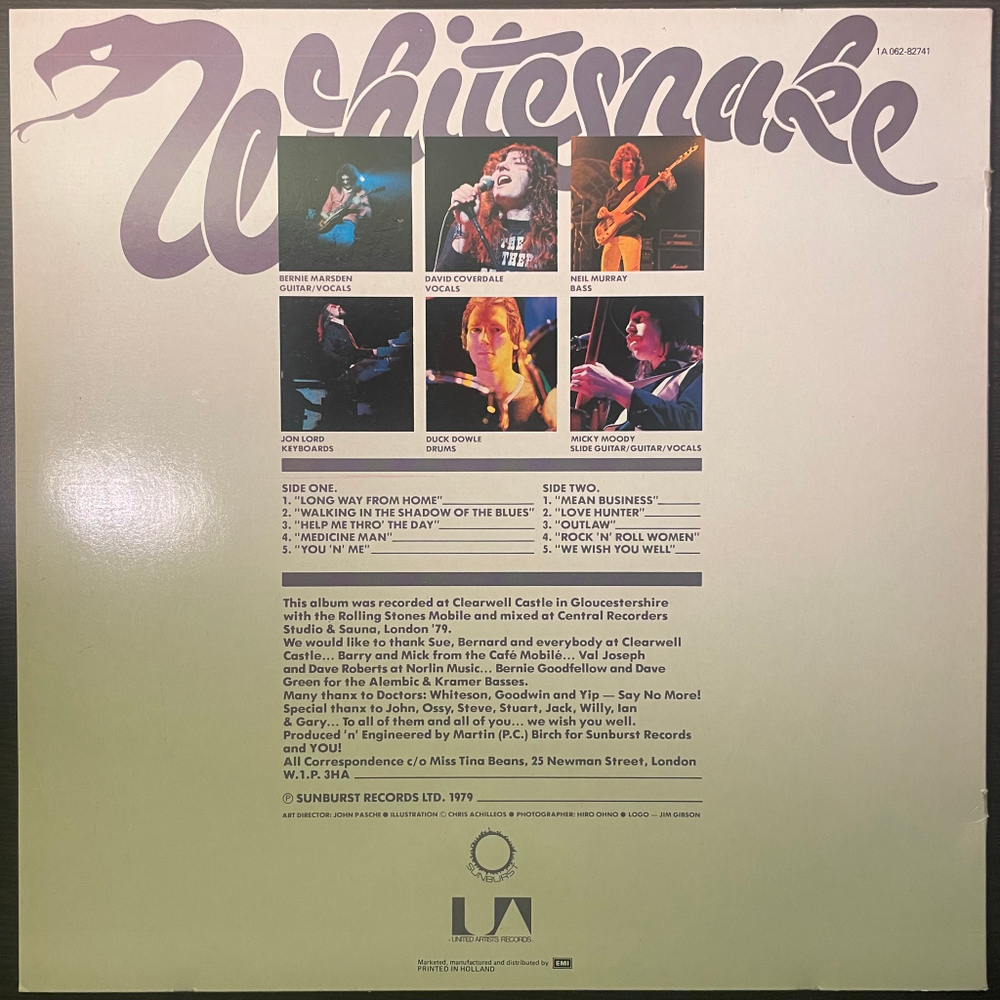 Whitesnake
1A 062-82741
THE
THER
BERNIE MARSDEN
GUITAR/VOCALS
DAVID COVERDALE
VOCALS
NEIL MURRAY
BASS
JON LORD
KEYBOARDS
DUCK DOWLE
DRUMS
MICKY MOODY
SLIDE GUITAR/GUITAR/VOCALS
SIDE ONE.
1. "LONG WAY FROM HOME"
2. "WALKING IN THE SHADOW OF THE BLUES"
3. "HELP ME THRO' THE DAY"
4. "MEDICINE MAN"
5. "YOU 'N' ME"
SIDE TWO.
1. "MEAN BUSINESS"
2. "LOVE HUNTER"
3. "OUTLAW"
4. "ROCK 'N' ROLL WOMEN"
5. "WE WISH YOU WELL"
This album was recorded at Clearwell Castle in Gloucestershire
with the Rolling Stones Mobile and mixed at Central Recorders
Studio & Sauna, London '79.
We would like to thank Sue, Bernard and everybody at Clearwell
Castle... Barry and Mick from the Café Mobilé... Val Joseph
and Dave Roberts at Norlin Music... Bernie Goodfellow and Dave
Green for the Alembic & Kramer Basses.
Many thanx to Doctors: Whiteson, Goodwin and Yip — Say No More!
Special thanx to John, Ossy, Steve, Stuart, Jack, Willy, Ian
& Gary... To all of them and all of you... we wish you well.
Produced 'n' Engineered by Martin (P.C.) Birch for Sunburst Records
and YOU!
All Correspondence c/o Miss Tina Beans, 25 Newman Street, London
W.1.P. 3HA
Ⓟ SUNBURST RECORDS LTD. 1979
ART DIRECTOR: JOHN PASCHE ● ILLUSTRATION © CHRIS ACHILLEOS ● PHOTOGRAPHER: HIRO OHNO ● LOGO — JIM GIBSON
SUNBURST
UA
UNITED ARTISTS RECORDS
Marketed, manufactured and distributed by EMI
PRINTED IN HOLLAND